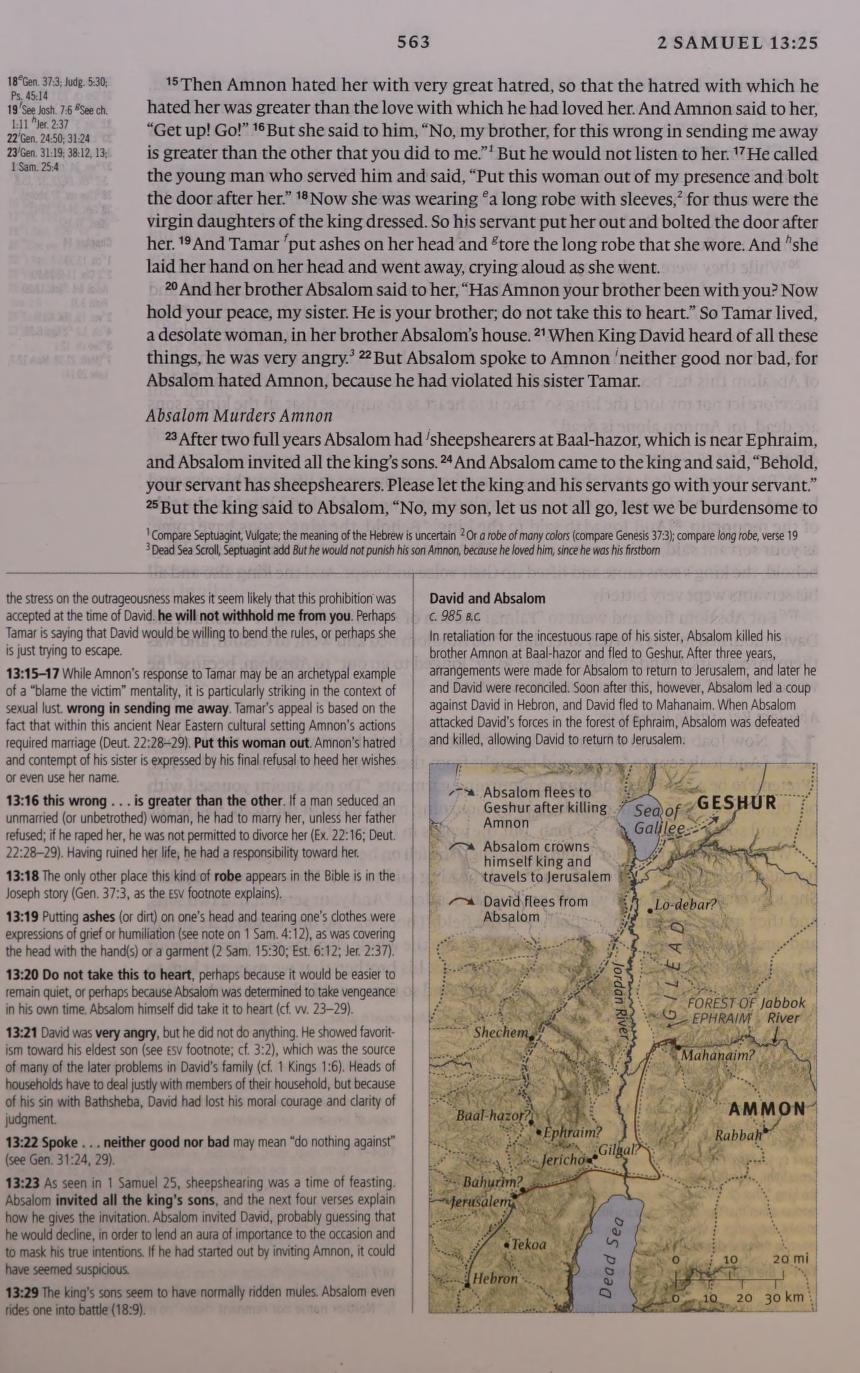 563
2 SAMUEL 13:25
18 e Gen. 37:3; Judg. 5:30;
Ps. 45:14
19 f See Josh. 7:6 g See ch.
1:11 h Jer. 2:37
22 i Gen. 24:50; 31:24
23 j Gen. 31:19; 38:12, 13;
1 Sam. 25:4
15 Then Amnon hated her with very great hatred, so that the hatred with which he
hated her was greater than the love with which he had loved her. And Amnon said to her,
“Get up! Go!” 16 But she said to him, “No, my brother, for this wrong in sending me away
is greater than the other that you did to me.”1 But he would not listen to her. 17 He called
the young man who served him and said, “Put this woman out of my presence and bolt
the door after her.” 18 Now she was wearing e a long robe with sleeves,2 for thus were the
virgin daughters of the king dressed. So his servant put her out and bolted the door after
her. 19 And Tamar f put ashes on her head and g tore the long robe that she wore. And h she
laid her hand on her head and went away, crying aloud as she went.
20 And her brother Absalom said to her, “Has Amnon your brother been with you? Now
hold your peace, my sister. He is your brother; do not take this to heart.” So Tamar lived,
a desolate woman, in her brother Absalom’s house. 21 When King David heard of all these
things, he was very angry.3 22 But Absalom spoke to Amnon i neither good nor bad, for
Absalom hated Amnon, because he had violated his sister Tamar.
Absalom Murders Amnon
23 After two full years Absalom had j sheepshearers at Baal-hazor, which is near Ephraim,
and Absalom invited all the king’s sons. 24 And Absalom came to the king and said, “Behold,
your servant has sheepshearers. Please let the king and his servants go with your servant.”
25 But the king said to Absalom, “No, my son, let us not all go, lest we be burdensome to
1 Compare Septuagint, Vulgate; the meaning of the Hebrew is uncertain 2 Or a robe of many colors (compare Genesis 37:3); compare long robe, verse 19
3 Dead Sea Scroll, Septuagint add But he would not punish his son Amnon, because he loved him, since he was his firstborn
the stress on the outrageousness makes it seem likely that this prohibition was
accepted at the time of David. he will not withhold me from you. Perhaps
Tamar is saying that David would be willing to bend the rules, or perhaps she
is just trying to escape.
13:15–17 While Amnon’s response to Tamar may be an archetypal example
of a “blame the victim” mentality, it is particularly striking in the context of
sexual lust. wrong in sending me away. Tamar’s appeal is based on the
fact that within this ancient Near Eastern cultural setting Amnon’s actions
required marriage (Deut. 22:28–29). Put this woman out. Amnon’s hatred
and contempt of his sister is expressed by his final refusal to heed her wishes
or even use her name.
13:16 this wrong . . . is greater than the other. If a man seduced an
unmarried (or unbetrothed) woman, he had to marry her, unless her father
refused; if he raped her, he was not permitted to divorce her (Ex. 22:16; Deut.
22:28–29). Having ruined her life, he had a responsibility toward her.
13:18 The only other place this kind of robe appears in the Bible is in the
Joseph story (Gen. 37:3, as the ESV footnote explains).
13:19 Putting ashes (or dirt) on one’s head and tearing one’s clothes were
expressions of grief or humiliation (see note on 1 Sam. 4:12), as was covering
the head with the hand(s) or a garment (2 Sam. 15:30; Est. 6:12; Jer. 2:37).
13:20 Do not take this to heart, perhaps because it would be easier to
remain quiet, or perhaps because Absalom was determined to take vengeance
in his own time. Absalom himself did take it to heart (cf. vv. 23–29).
13:21 David was very angry, but he did not do anything. He showed favorit-
ism toward his eldest son (see ESV footnote; cf. 3:2), which was the source
of many of the later problems in David’s family (cf. 1 Kings 1:6). Heads of
households have to deal justly with members of their household, but because
of his sin with Bathsheba, David had lost his moral courage and clarity of
judgment.
13:22 Spoke . . . neither good nor bad may mean “do nothing against”
(see Gen. 31:24, 29).
13:23 As seen in 1 Samuel 25, sheepshearing was a time of feasting.
Absalom invited all the king’s sons, and the next four verses explain
how he gives the invitation. Absalom invited David, probably guessing that
he would decline, in order to lend an aura of importance to the occasion and
to mask his true intentions. If he had started out by inviting Amnon, it could
have seemed suspicious.
13:29 The king’s sons seem to have normally ridden mules. Absalom even
rides one into battle (18:9).
David and Absalom
c. 985 B.C.
In retaliation for the incestuous rape of his sister, Absalom killed his
brother Amnon at Baal-hazor and fled to Geshur. After three years,
arrangements were made for Absalom to return to Jerusalem, and later he
and David were reconciled. Soon after this, however, Absalom led a coup
against David in Hebron, and David fled to Mahanaim. When Absalom
attacked David’s forces in the forest of Ephraim, Absalom was defeated
and killed, allowing David to return to Jerusalem.
Absalom flees to
Geshur after killing
Amnon
Absalom crowns
himself king and
travels to Jerusalem
David flees from
Absalom
Sea of
Galilee
GESHUR
Lo-debar?
GILEAD
Jordan River
FOREST OF
EPHRAIM
Jabbok
River
Shechem
Mahanaim?
Baal-hazor?
AMMON
Ephraim?
Rabbah
Gilgal?
Jericho
Bahurim?
Jerusalem
Tekoa
Dead Sea
Hebron
0 10 20 mi
0 10 20 30 km